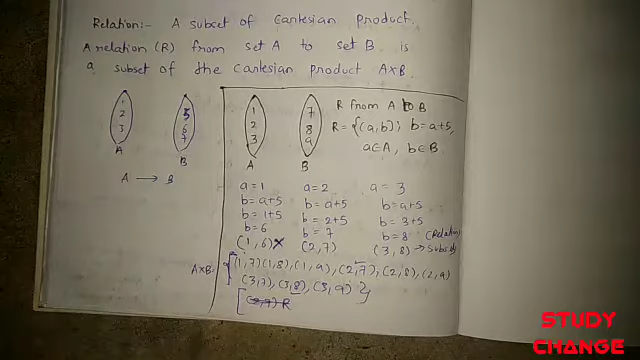 Relation:- A subset of Cartesian product.
A relation (R) from set A to set B is
a subset of the Cartesian product A×B.
1
2
3
A
5
6
7
B
A → B
1
2
3
A
7
8
9
B
R from A to B
R = {(a,b); b=a+5,
a∈A, b∈B
a=1
b=a+5
b=1+5
b=6
(1,6)×
a=2
b=a+5
b=2+5
b=7
(2,7)
a=3
b=a+5
b=3+5
b=8 (Relation)
(3,8) →
A×B= {(1,7)(1,8),(1,9),(2,7),(2,8),(2,9)
(3,7),(3,8),(3,9)}
STUDY
CHANGE